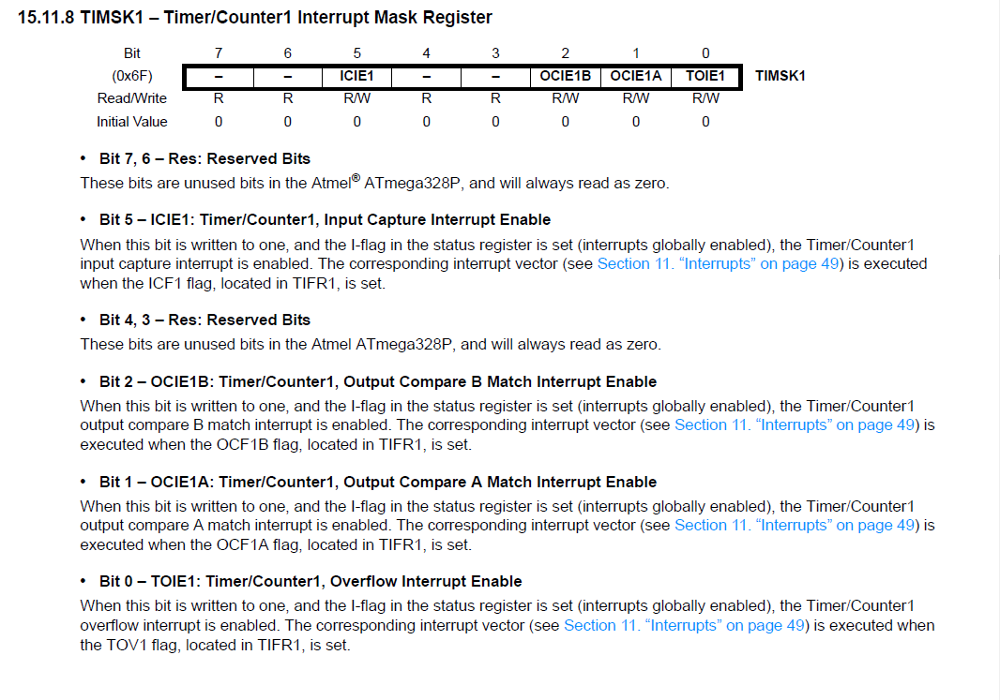 15.11.8 TIMSK1 – Timer/Counter1 Interrupt Mask Register
Bit 7 6 5 4 3 2 1 0
(0x6F) – – ICIE1 – – OCIE1B OCIE1A TOIE1 TIMSK1
Read/Write R R R/W R R R/W R/W R/W
Initial Value 0 0 0 0 0 0 0 0
• Bit 7, 6 – Res: Reserved Bits
These bits are unused bits in the Atmel® ATmega328P, and will always read as zero.
• Bit 5 – ICIE1: Timer/Counter1, Input Capture Interrupt Enable
When this bit is written to one, and the I-flag in the status register is set (interrupts globally enabled), the Timer/Counter1
input capture interrupt is enabled. The corresponding interrupt vector (see Section 11. “Interrupts” on page 49) is executed
when the ICF1 flag, located in TIFR1, is set.
• Bit 4, 3 – Res: Reserved Bits
These bits are unused bits in the Atmel ATmega328P, and will always read as zero.
• Bit 2 – OCIE1B: Timer/Counter1, Output Compare B Match Interrupt Enable
When this bit is written to one, and the I-flag in the status register is set (interrupts globally enabled), the Timer/Counter1
output compare B match interrupt is enabled. The corresponding interrupt vector (see Section 11. “Interrupts” on page 49) is
executed when the OCF1B flag, located in TIFR1, is set.
• Bit 1 – OCIE1A: Timer/Counter1, Output Compare A Match Interrupt Enable
When this bit is written to one, and the I-flag in the status register is set (interrupts globally enabled), the Timer/Counter1
output compare A match interrupt is enabled. The corresponding interrupt vector (see Section 11. “Interrupts” on page 49) is
executed when the OCF1A flag, located in TIFR1, is set.
• Bit 0 – TOIE1: Timer/Counter1, Overflow Interrupt Enable
When this bit is written to one, and the I-flag in the status register is set (interrupts globally enabled), the Timer/Counter1
overflow interrupt is enabled. The corresponding interrupt vector (see Section 11. “Interrupts” on page 49) is executed when
the TOV1 flag, located in TIFR1, is set.